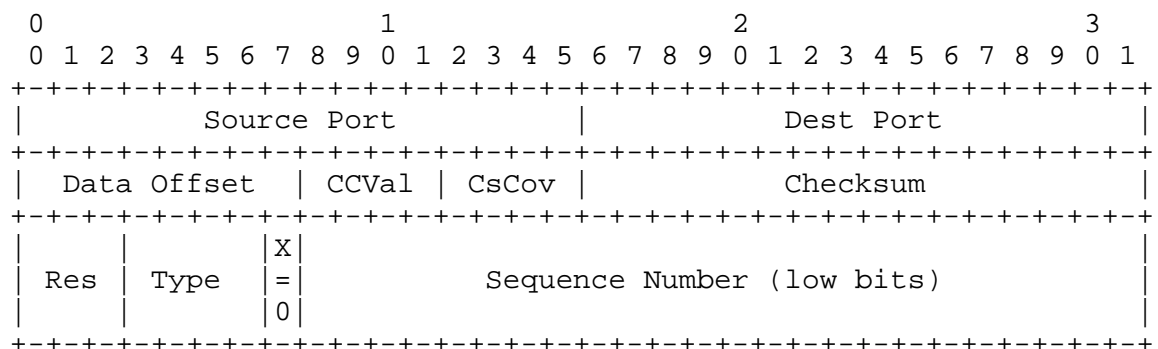 0                   1                   2                   3
 0 1 2 3 4 5 6 7 8 9 0 1 2 3 4 5 6 7 8 9 0 1 2 3 4 5 6 7 8 9 0 1
+-+-+-+-+-+-+-+-+-+-+-+-+-+-+-+-+-+-+-+-+-+-+-+-+-+-+-+-+-+-+-+-+
|          Source Port          |           Dest Port           |
+-+-+-+-+-+-+-+-+-+-+-+-+-+-+-+-+-+-+-+-+-+-+-+-+-+-+-+-+-+-+-+-+
|  Data Offset  | CCVal | CsCov |           Checksum            |
+-+-+-+-+-+-+-+-+-+-+-+-+-+-+-+-+-+-+-+-+-+-+-+-+-+-+-+-+-+-+-+-+
|     |       |X|                                               |
| Res | Type  |=|          Sequence Number (low bits)           |
|     |       |0|                                               |
+-+-+-+-+-+-+-+-+-+-+-+-+-+-+-+-+-+-+-+-+-+-+-+-+-+-+-+-+-+-+-+-+